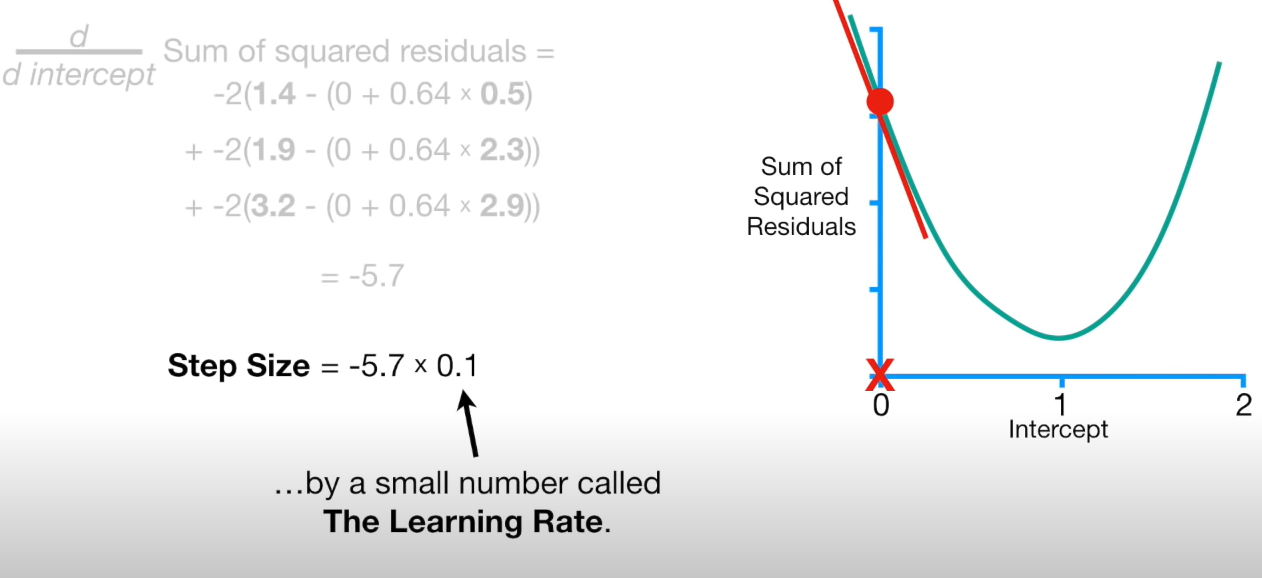 d
d intercept
Sum of squared residuals =
-2(1.4 - (0 + 0.64 × 0.5)
+ -2(1.9 - (0 + 0.64 × 2.3))
+ -2(3.2 - (0 + 0.64 × 2.9))
= -5.7
Step Size = -5.7 × 0.1
...by a small number called
The Learning Rate.
Sum of
Squared
Residuals
X
0 1 2
Intercept